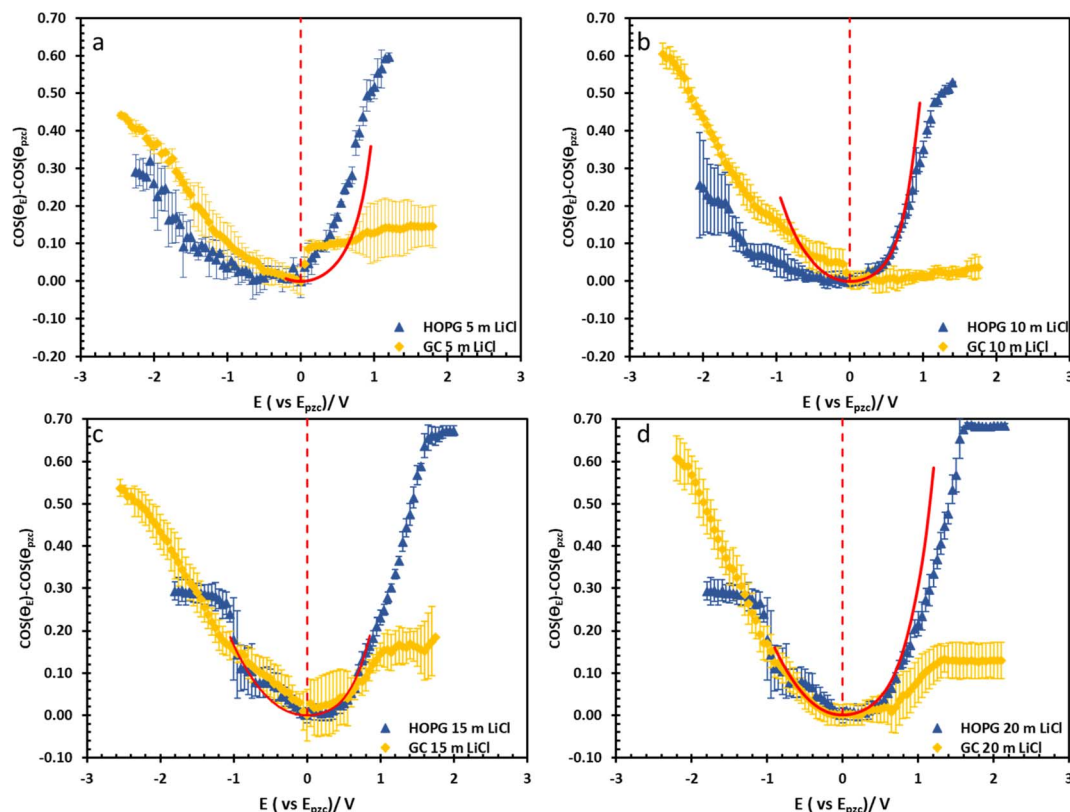 a
0.70
0.60
0.50
0.40
0.30
0.20
0.10
0.00
-0.10
-0.20
COS(ΘE)-COS(Θpzc)
HOPG 5 m LiCl
GC 5 m LiCl
-3 -2 -1 0 1 2 3
E ( vs Epzc)/ V
b
0.70
0.60
0.50
0.40
0.30
0.20
0.10
0.00
-0.10
-0.20
COS(ΘE)-COS(Θpzc)
HOPG 10 m LiCl
GC 10 m LiCl
-3 -2 -1 0 1 2 3
E ( vs Epzc)/ V
c
0.70
0.60
0.50
0.40
0.30
0.20
0.10
0.00
-0.10
COS(ΘE)-COS(Θpzc)
HOPG 15 m LiCl
GC 15 m LiCl
-3 -2 -1 0 1 2 3
E ( vs Epzc)/ V
d
0.70
0.60
0.50
0.40
0.30
0.20
0.10
0.00
-0.10
COS(ΘE)-COS(Θpzc)
HOPG 20 m LiCl
GC 20 m LiCl
-3 -2 -1 0 1 2 3
E ( vs Epzc)/ V